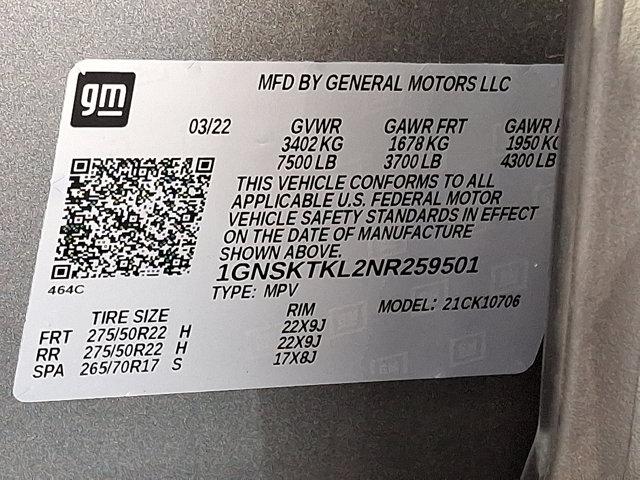 gm
MFD BY GENERAL MOTORS LLC
03/22 GVWR GAWR FRT GAWR
3402 KG 1678 KG 1950 KG
7500 LB 3700 LB 4300 LB
THIS VEHICLE CONFORMS TO ALL
APPLICABLE U.S. FEDERAL MOTOR
VEHICLE SAFETY STANDARDS IN EFFECT
ON THE DATE OF MANUFACTURE
SHOWN ABOVE.
1GNSKTKL2NR259501
464C
TYPE: MPV MODEL: 21CK10706
TIRE SIZE RIM
FRT 275/50R22 H 22X9J
RR 275/50R22 H 22X9J
SPA 265/70R17 S 17X8J